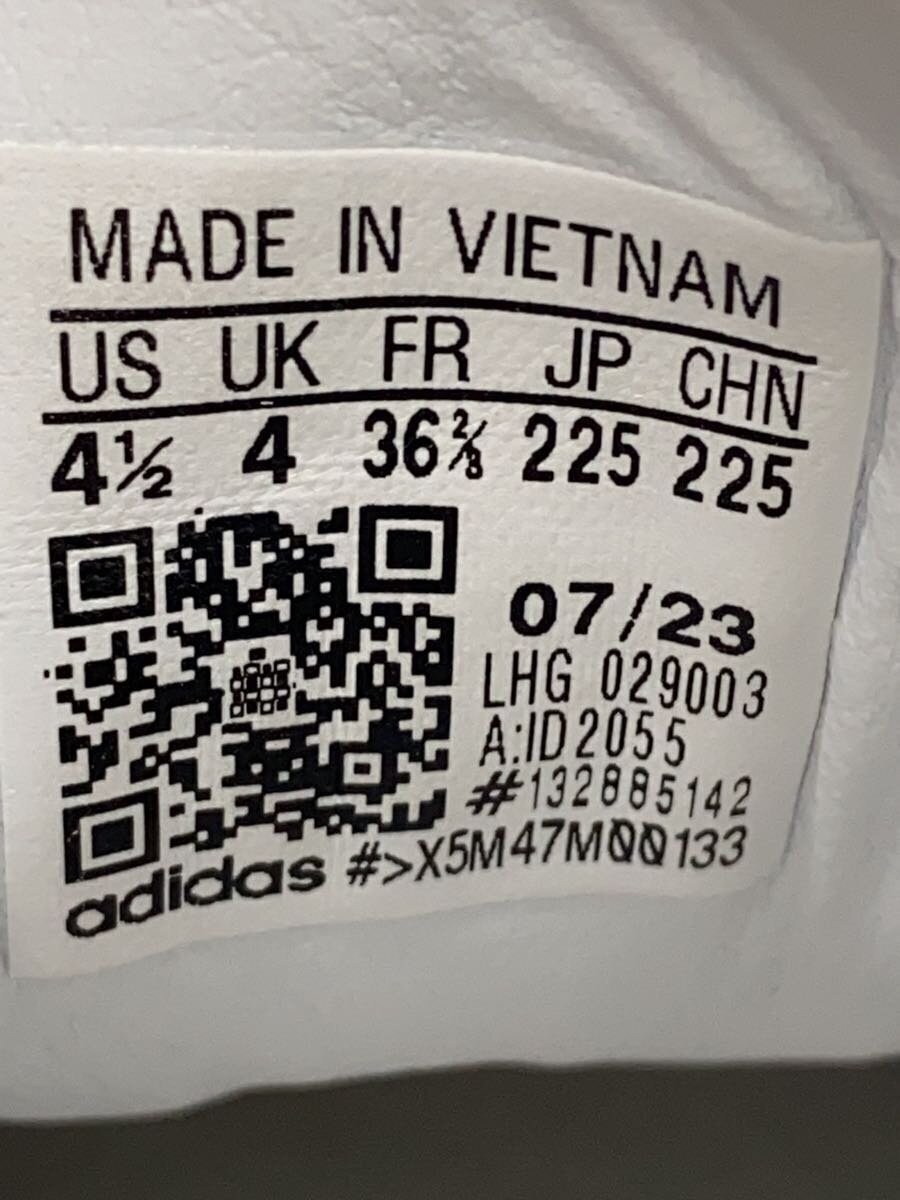 MADE IN VIETNAM
US UK FR JP CHN
4½ 4 36⅔ 225 225
07/23
LHG 029003
A:ID2055
#132885142
adidas #>X5M47M00133